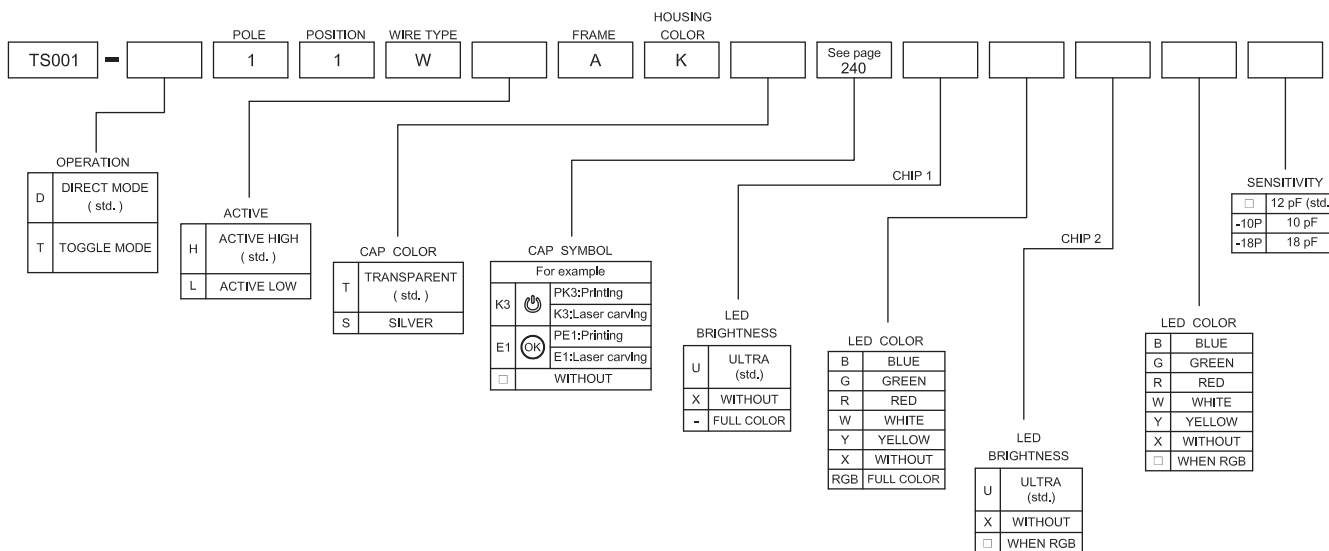 POLE POSITION WIRE TYPE FRAME HOUSING COLOR
TS001 - 1 1 W A K See page 240
OPERATION
D DIRECT MODE ( std. )
T TOGGLE MODE
ACTIVE
H ACTIVE HIGH ( std. )
L ACTIVE LOW
CAP COLOR
T TRANSPARENT ( std. )
S SILVER
CAP SYMBOL
For example
K3 PK3:Printing
K3:Laser carving
E1 OK PE1:Printing
E1:Laser carving
□ WITHOUT
CHIP 1
LED BRIGHTNESS
U ULTRA (std.)
X WITHOUT
- FULL COLOR
LED COLOR
B BLUE
G GREEN
R RED
W WHITE
Y YELLOW
X WITHOUT
RGB FULL COLOR
CHIP 2
LED BRIGHTNESS
U ULTRA (std.)
X WITHOUT
□ WHEN RGB
LED COLOR
B BLUE
G GREEN
R RED
W WHITE
Y YELLOW
X WITHOUT
□ WHEN RGB
SENSITIVITY
□ 12 pF (std.
-10P 10 pF
-18P 18 pF